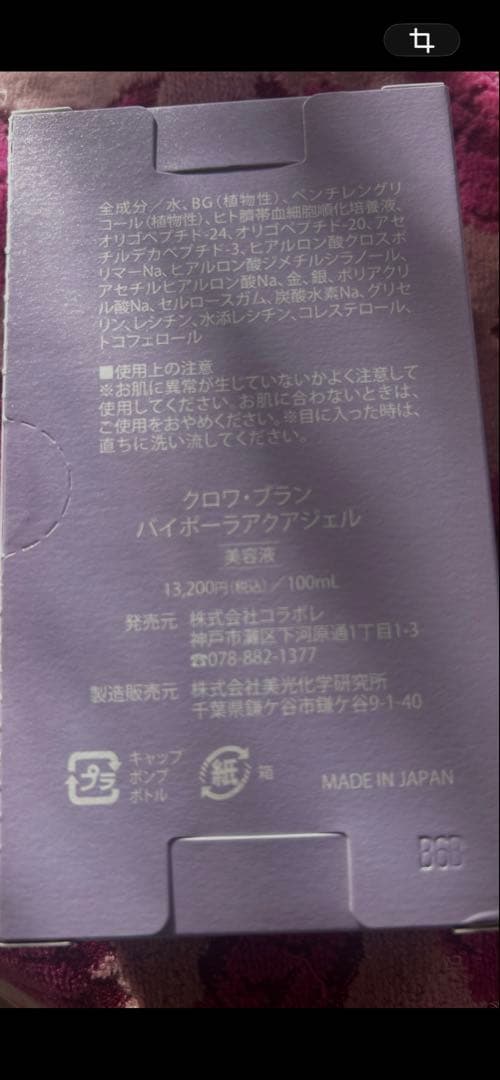 全成分／水、BG（植物性）、ペンチレングリ
コール（植物性）、ヒト臍帯血細胞順化培養液、
オリゴペプチド-24、オリゴペプチド-20、アセ
チルデカペプチド-3、ヒアルロン酸クロスポ
リマーNa、ヒアルロン酸ジメチルシラノール、
アセチルヒアルロン酸Na、金、銀、ポリアクリ
ル酸Na、セルロースガム、炭酸水素Na、グリセ
リン、レシチン、水添レシチン、コレステロール、
トコフェロール
■使用上の注意
※お肌に異常が生じていないかよく注意して
使用してください。お肌に合わないときは、
ご使用をおやめください。※目に入った時は、
直ちに洗い流してください。
クロワ・ブラン
バイポーラアクアジェル
美容液
13,200円（税込）／100mL
発売元 株式会社コラボレ
神戸市灘区下河原通1丁目1-3
☎078-882-1377
製造販売元 株式会社美光化学研究所
千葉県鎌ケ谷市鎌ケ谷9-1-40
プラ キャップ
ポンプ
ボトル
紙 箱
MADE IN JAPAN
B6B